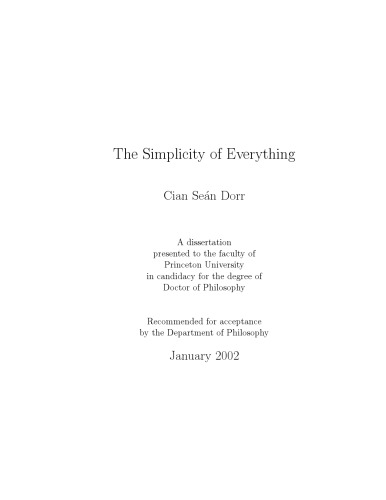 The Simplicity of Everything
Cian Seán Dorr
A dissertation
presented to the faculty of
Princeton University
in candidacy for the degree of
Doctor of Philosophy
Recommended for acceptance
by the Department of Philosophy
January 2002